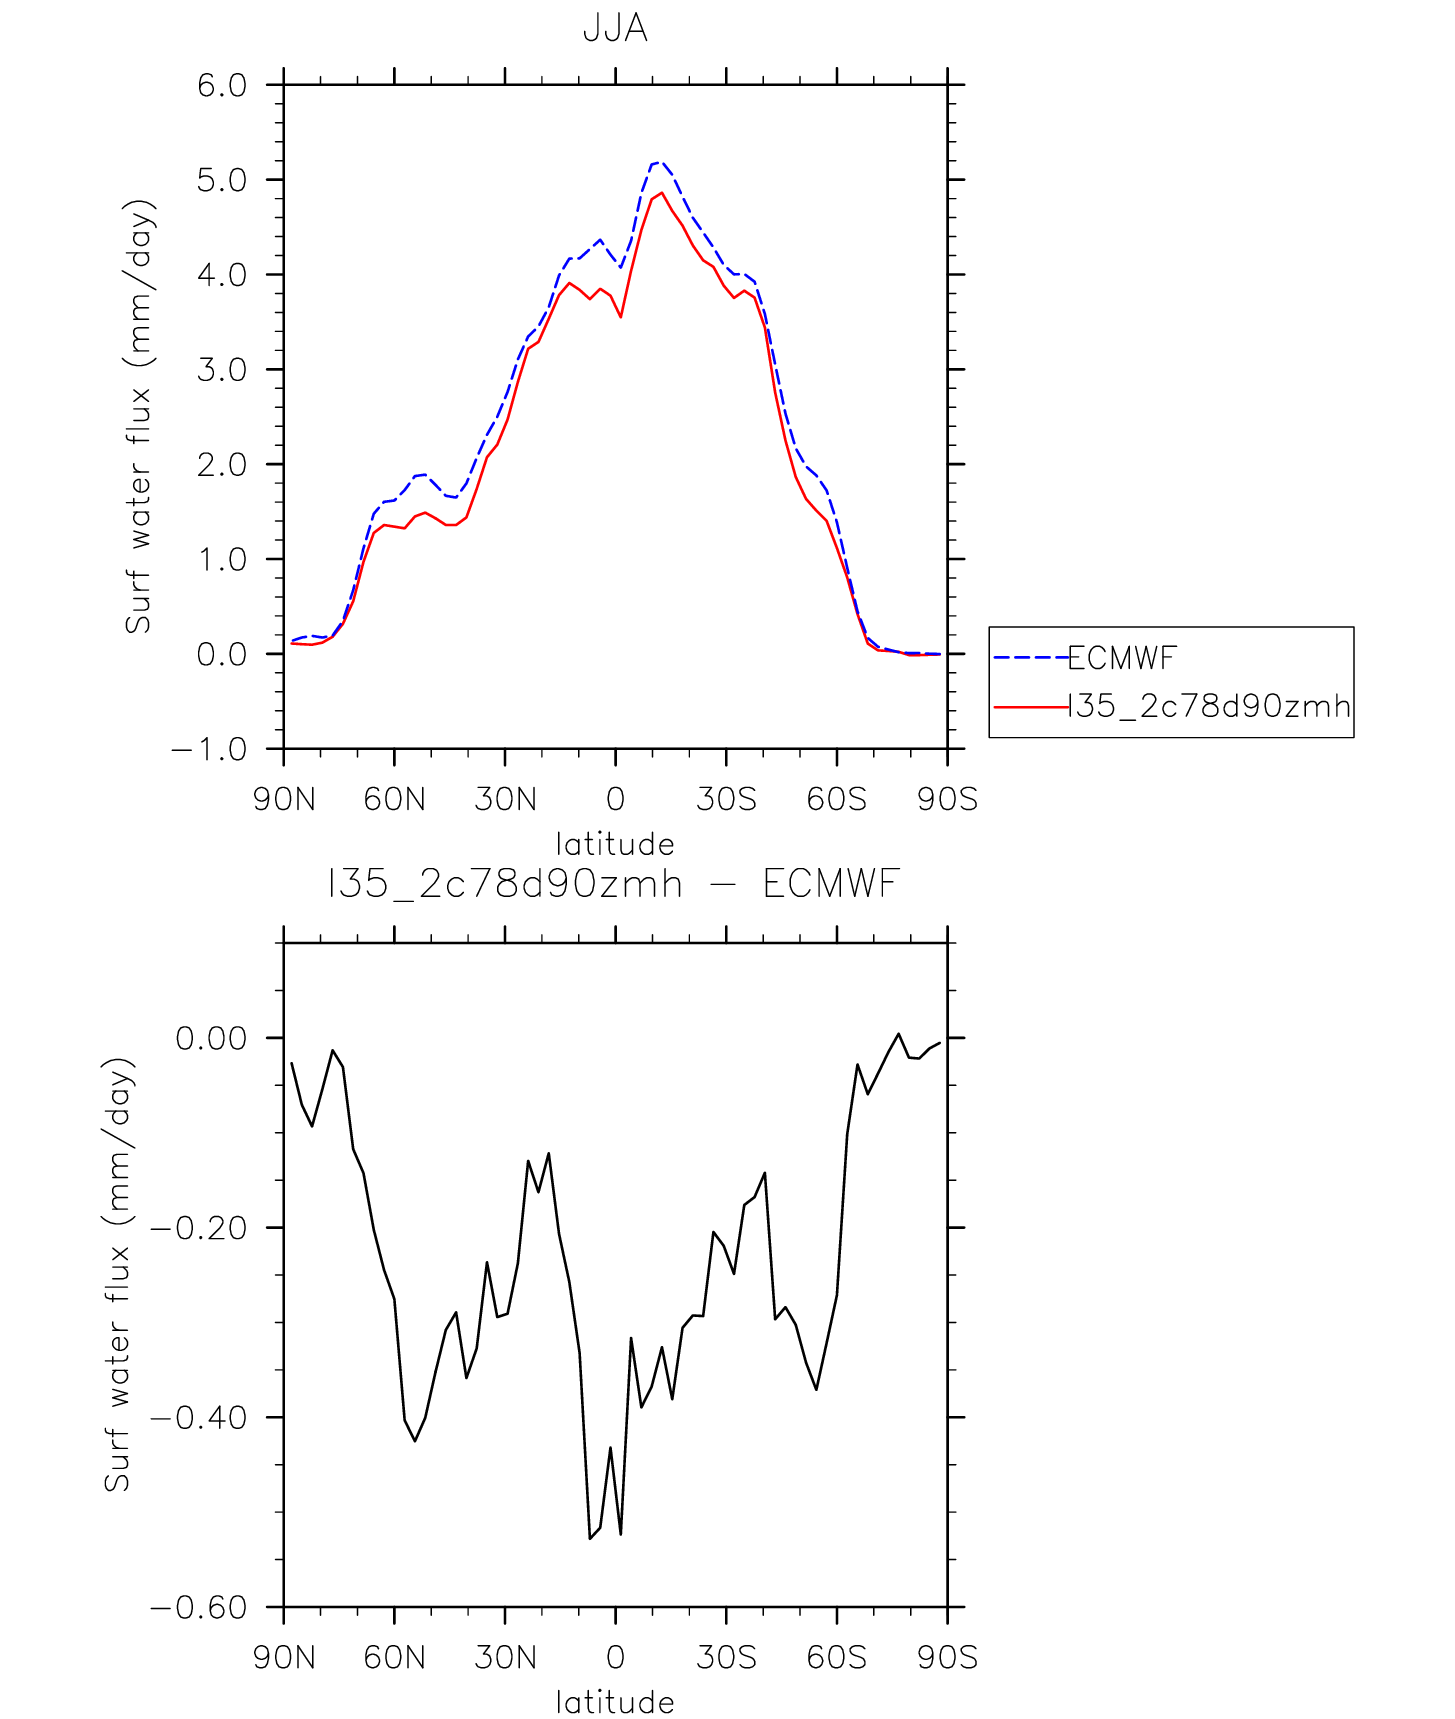 JJA
6.0
5.0
4.0
3.0
2.0
1.0
0.0
−1.0
Surf water flux (mm/day)
90N 60N 30N 0 30S 60S 90S
latitude
ECMWF
I35_2c78d90zmh
I35_2c78d90zmh − ECMWF
0.00
−0.20
−0.40
−0.60
Surf water flux (mm/day)
90N 60N 30N 0 30S 60S 90S
latitude